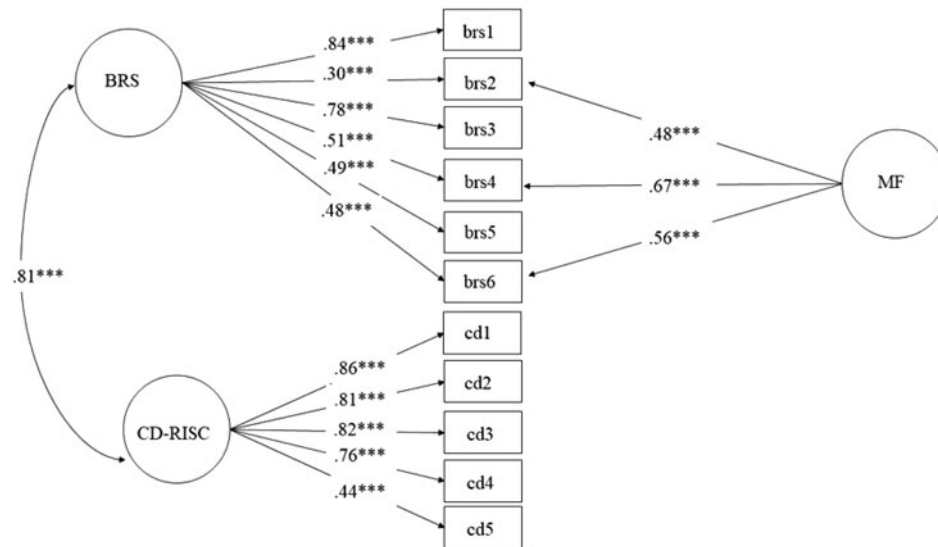 BRS
.84***
.30***
.78***
.51***
.49***
.48***
brs1
brs2
brs3
brs4
brs5
brs6
.48***
.67***
.56***
MF
.81***
CD-RISC
.86***
.81***
.82***
.76***
.44***
cd1
cd2
cd3
cd4
cd5